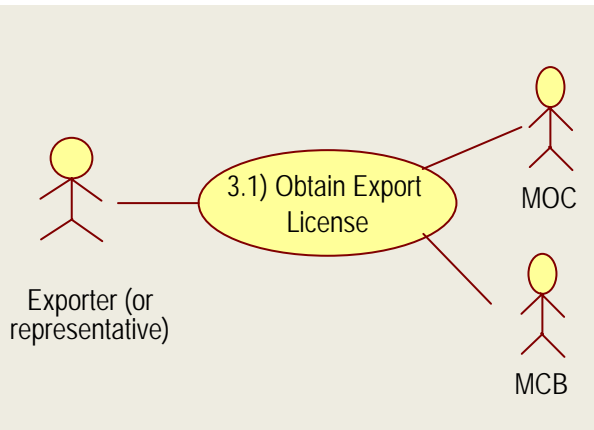 3.1) Obtain Export
License
MOC
Exporter (or
representative)
MCB